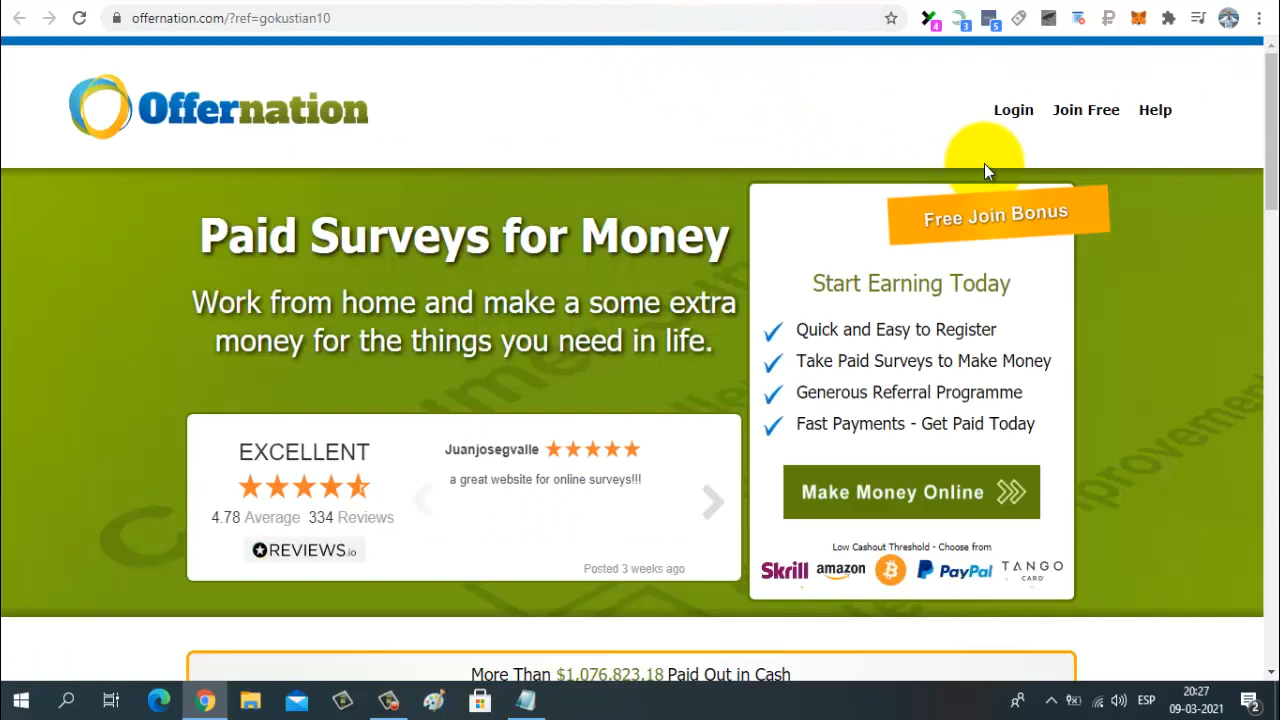 offernation.com/?ref=gokustian10
4
3
5
Offernation
Login Join Free Help
Free Join Bonus
Paid Surveys for Money
Work from home and make a some extra
money for the things you need in life.
Start Earning Today
Quick and Easy to Register
Take Paid Surveys to Make Money
Generous Referral Programme
Fast Payments - Get Paid Today
EXCELLENT
4.78 Average 334 Reviews
REVIEWS.io
Juanjosegvalle
a great website for online surveys!!!
Posted 3 weeks ago
Make Money Online
Low Cashout Threshold - Choose from
Skrill amazon PayPal TANGO
CARD
More Than $1,076,823.18 Paid Out in Cash
ESP
20:27
09-03-2021
2